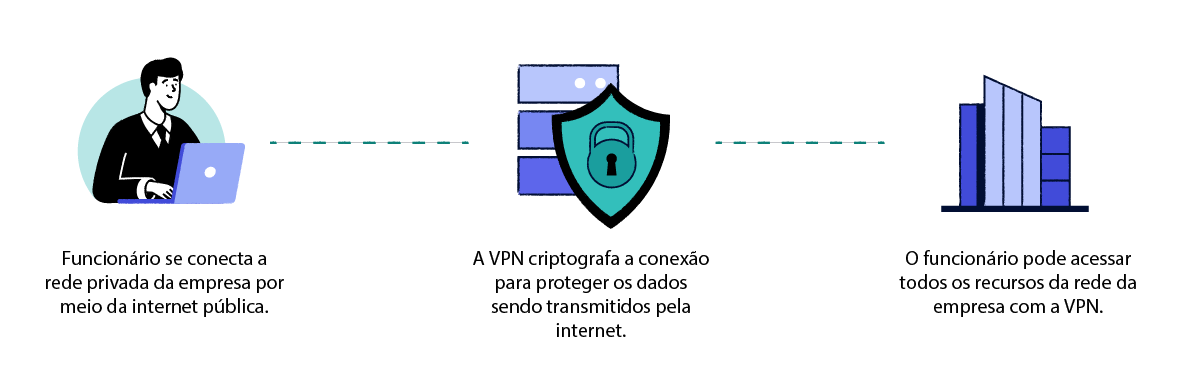 Funcionário se conecta a
rede privada da empresa por
meio da internet pública.
A VPN criptografa a conexão
para proteger os dados
sendo transmitidos pela
internet.
O funcionário pode acessar
todos os recursos da rede da
empresa com a VPN.